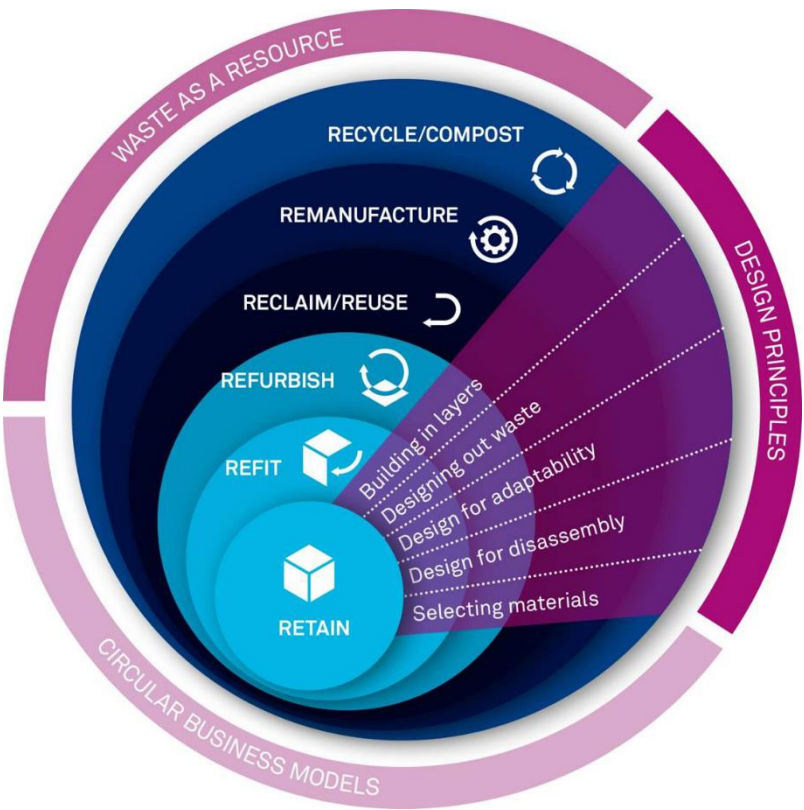 WASTE AS A RESOURCE
DESIGN PRINCIPLES
CIRCULAR BUSINESS MODELS
RECYCLE/COMPOST
REMANUFACTURE
RECLAIM/REUSE
REFURBISH
REFIT
RETAIN
Building in layers
Designing out waste
Design for adaptability
Design for disassembly
Selecting materials